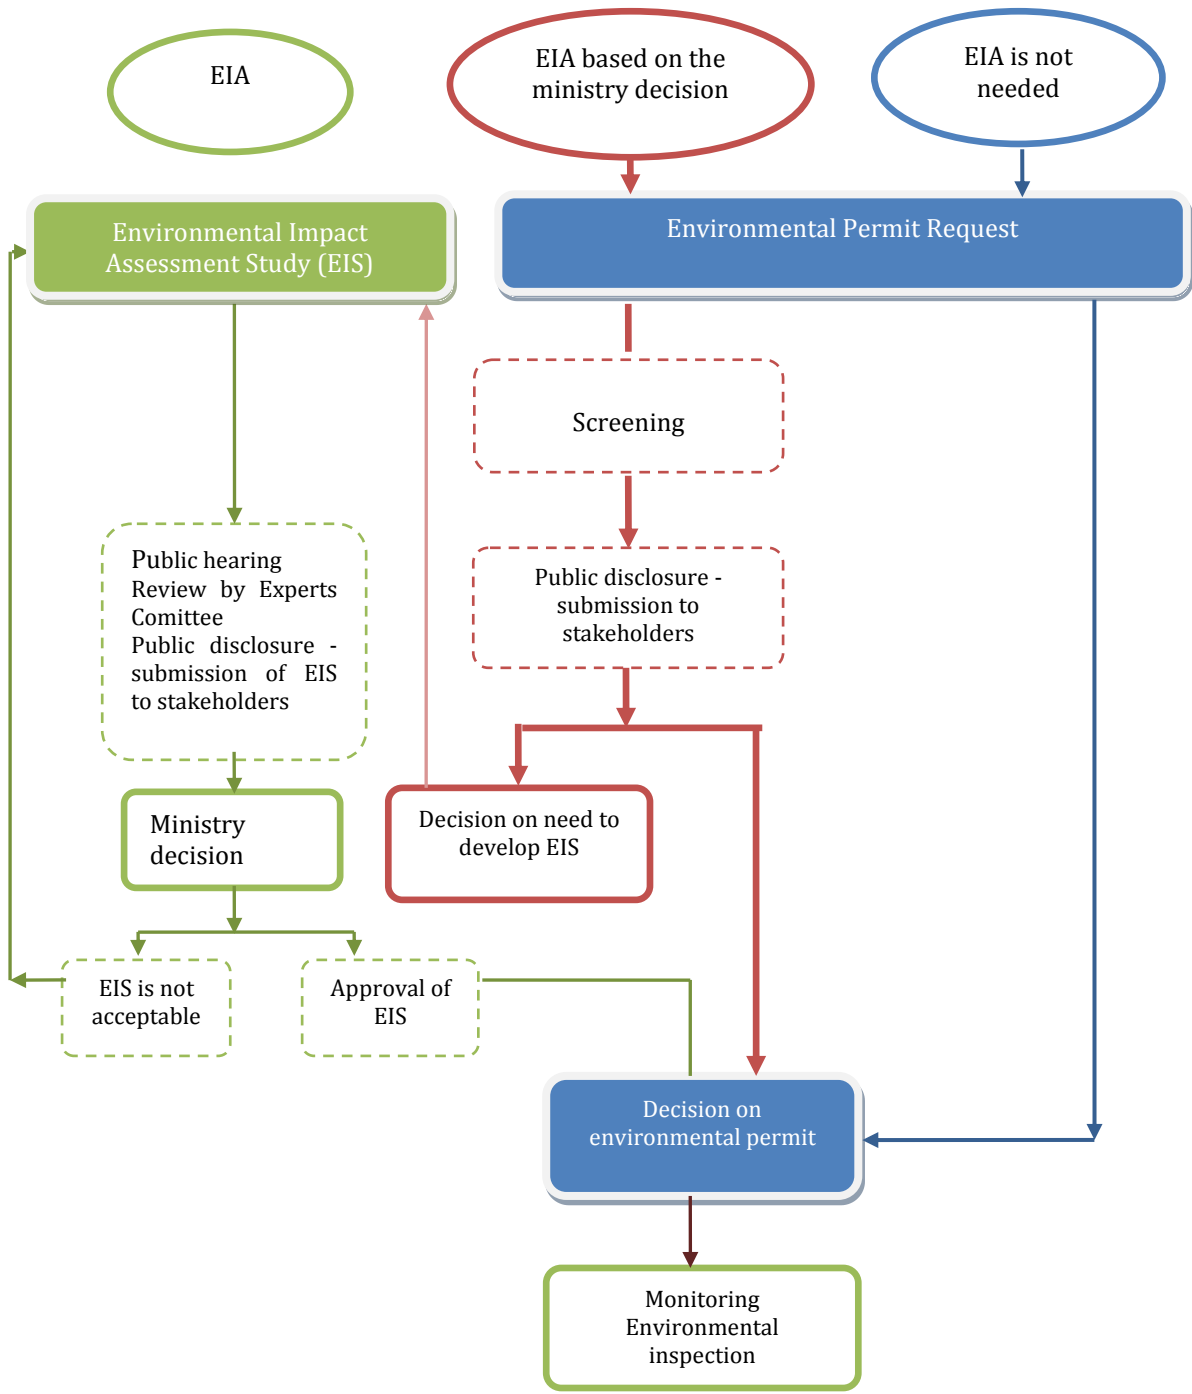 EIA
EIA based on the
ministry decision
EIA is not
needed
Environmental Impact
Assessment Study (EIS)
Environmental Permit Request
Screening
Public hearing
Review by Experts
Comittee
Public disclosure -
submission of EIS
to stakeholders
Public disclosure -
submission to
stakeholders
Ministry
decision
Decision on need to
develop EIS
EIS is not
acceptable
Approval of
EIS
Decision on
environmental permit
Monitoring
Environmental
inspection